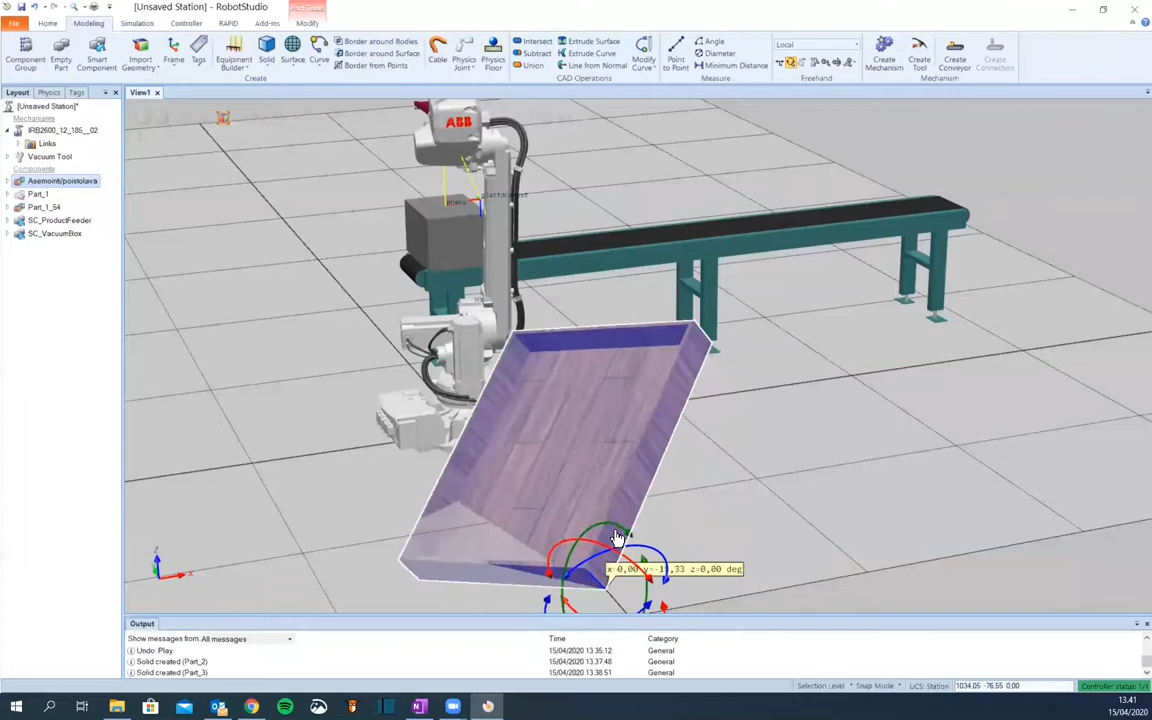 [Unsaved Station] - RobotStudio
Part Tools
File Home Modeling Simulation Controller RAPID Add-Ins Modify
Component Group
Empty Part
Smart Component
Import Geometry
Frame
Tags
Equipment Builder
Solid
Surface
Curve
Border around Bodies
Border around Surface
Border from Points
Create
Cable
Physics Joint
Physics Floor
Intersect
Subtract
Union
Extrude Surface
Extrude Curve
Line from Normal
Modify Curve
CAD Operations
Point to Point
Angle
Diameter
Minimum Distance
Measure
Local
Freehand
Create Mechanism
Create Tool
Create Conveyor
Create Connection
Mechanism
Layout Physics Tags
View1
[Unsaved Station]*
Mechanisms
IRB2600_12_185__02
Links
Vacuum Tool
Components
Asemointi/poistolava
Part_1
Part_1_54
SC_ProductFeeder
SC_VacuumBox
ABB
Z
X
Output
Show messages from All messages
Time
Category
Undo: Play.
15/04/2020 13.35.12
General
Solid created (Part_2)
15/04/2020 13.37.48
General
Solid created (Part_3)
15/04/2020 13.38.51
General
Selection Level Snap Mode UCS: Station 1034,05 -76,55 0,00 Controller status: 1/1
13.41
15/04/2020